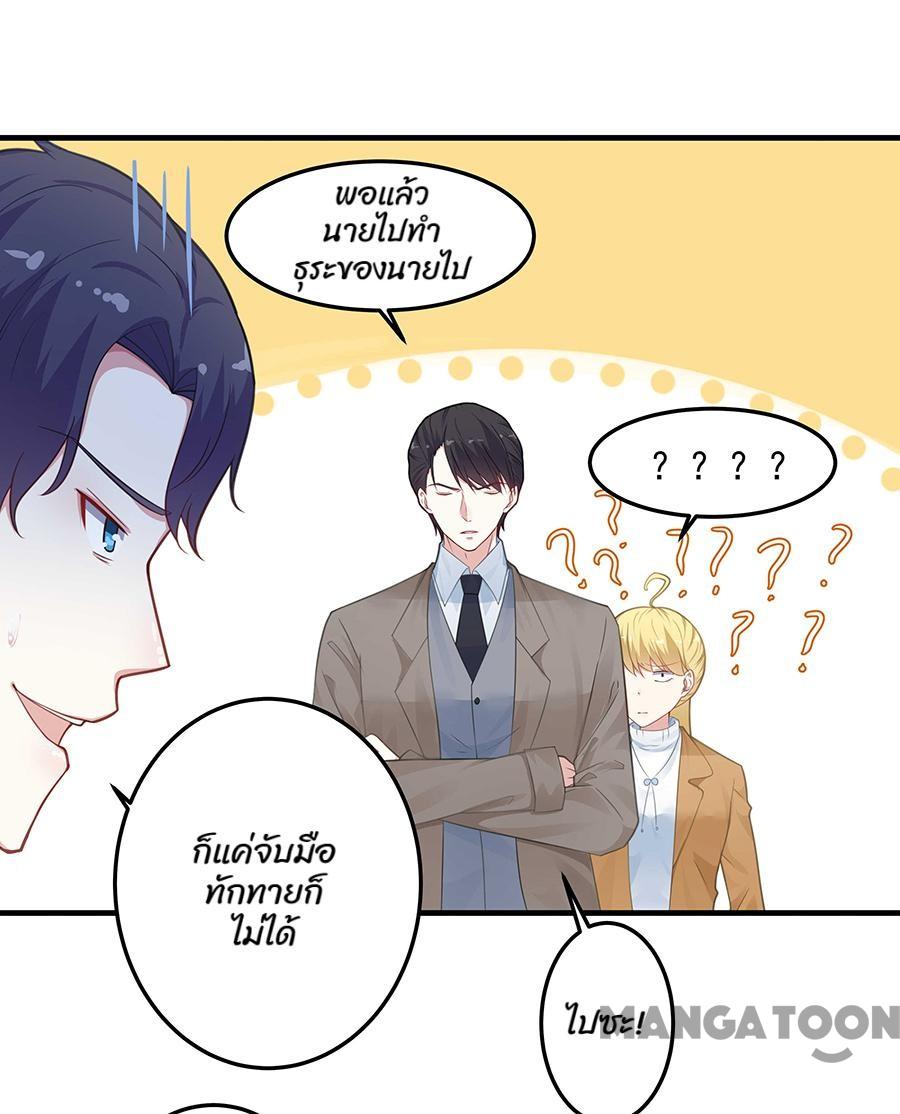 พอแล้ว
นายไปทำ
ธุระของนายไป
? ? ? ?
ก็แค่จับมือ
ทักทายก็
ไม่ได้
ไปซะ!
MANGATOON